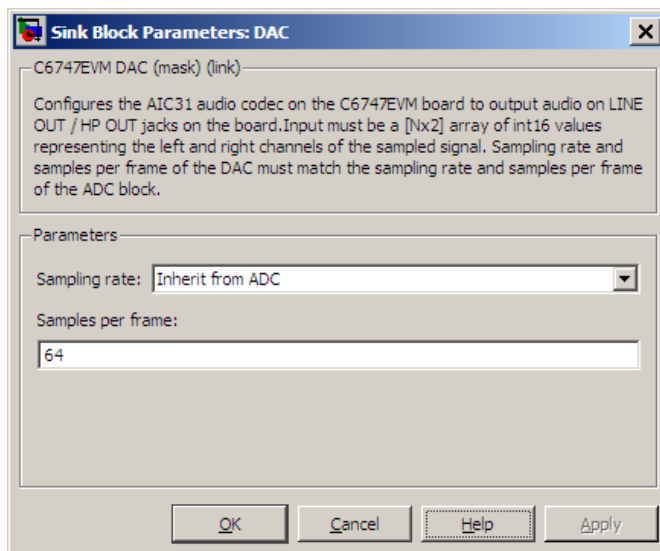 Sink Block Parameters: DAC
C6747EVM DAC (mask) (link)
Configures the AIC31 audio codec on the C6747EVM board to output audio on LINE
OUT / HP OUT jacks on the board.Input must be a [Nx2] array of int16 values
representing the left and right channels of the sampled signal. Sampling rate and
samples per frame of the DAC must match the sampling rate and samples per frame
of the ADC block.
Parameters
Sampling rate: Inherit from ADC
Samples per frame:
64
OK Cancel Help Apply